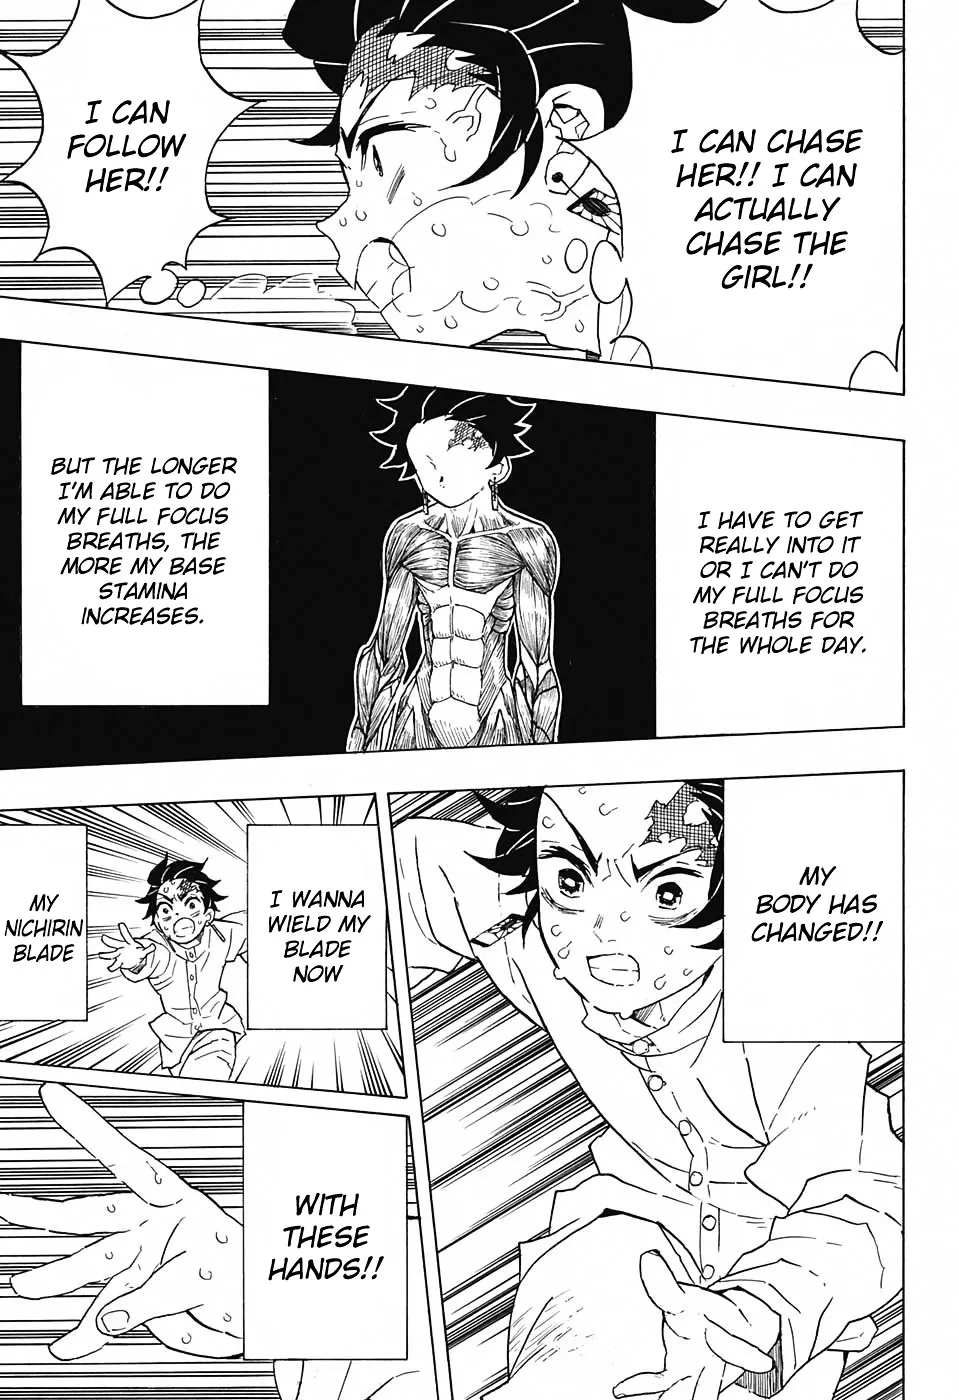 I CAN CHASE
HER!! I CAN
ACTUALLY
CHASE THE
GIRL!!
I CAN
FOLLOW
HER!!
I HAVE TO GET
REALLY INTO IT
OR I CAN'T DO
MY FULL FOCUS
BREATHS FOR
THE WHOLE DAY.
BUT THE LONGER
I'M ABLE TO DO
MY FULL FOCUS
BREATHS, THE
MORE MY BASE
STAMINA
INCREASES.
MY
BODY HAS
CHANGED!!
I WANNA
WIELD MY
BLADE
NOW
MY
NICHIRIN
BLADE
WITH
THESE
HANDS!!